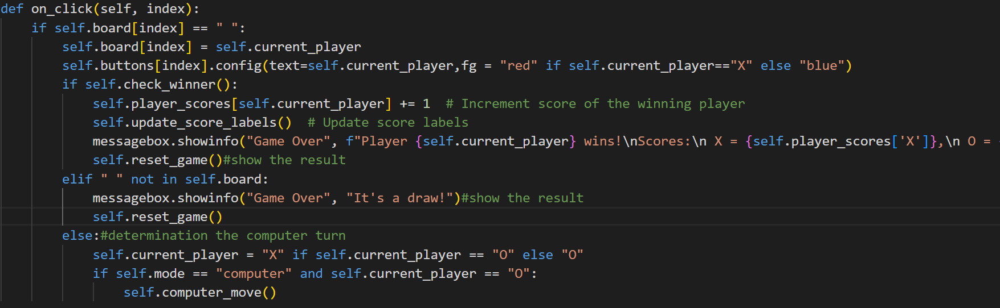 def on_click(self, index):
    if self.board[index] == " ":
        self.board[index] = self.current_player
        self.buttons[index].config(text=self.current_player,fg = "red" if self.current_player=="X" else "blue")
        if self.check_winner():
            self.player_scores[self.current_player] += 1  # Increment score of the winning player
            self.update_score_labels()  # Update score labels
            messagebox.showinfo("Game Over", f"Player {self.current_player} wins!\nScores:\n X = {self.player_scores['X']},\n O =
            self.reset_game()#show the result
        elif " " not in self.board:
            messagebox.showinfo("Game Over", "It's a draw!")#show the result
            self.reset_game()
        else:#determination the computer turn
            self.current_player = "X" if self.current_player == "O" else "O"
            if self.mode == "computer" and self.current_player == "O":
                self.computer_move()